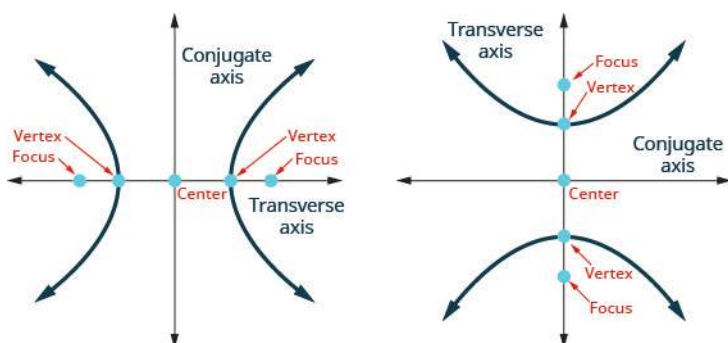 Conjugate
axis
Vertex
Focus
Vertex
Focus
Center
Transverse
axis
Transverse
axis
Focus
Vertex
Conjugate
axis
Center
Vertex
Focus